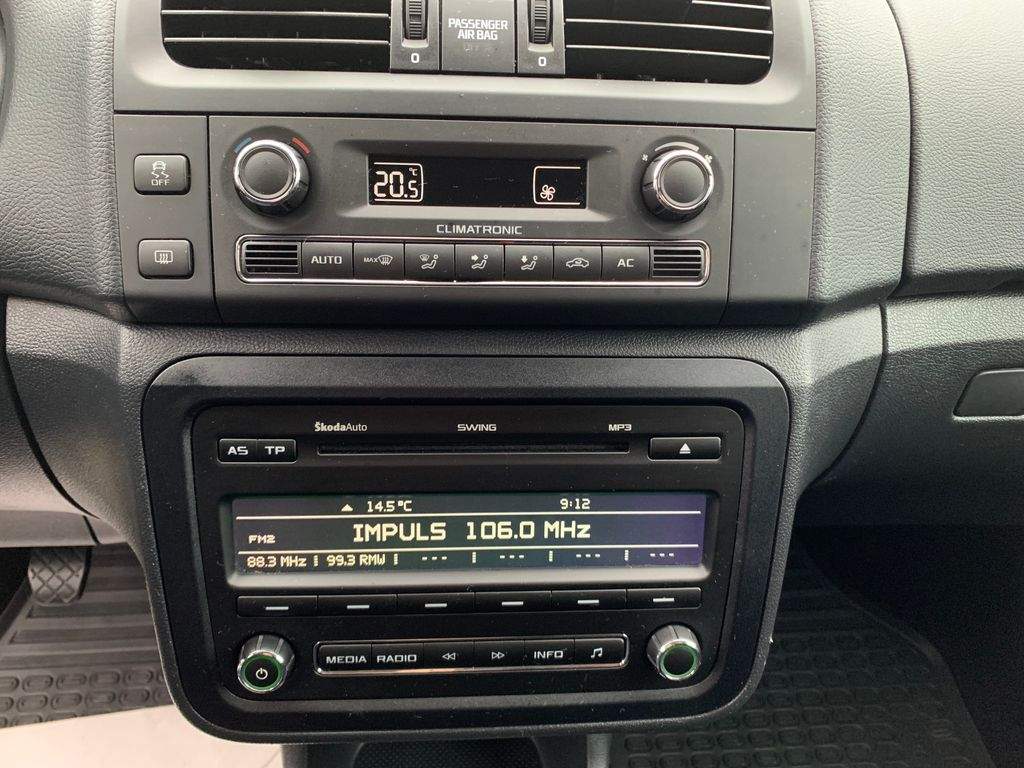 PASSENGER
AIR BAG
0 0
OFF
20.5 °C
CLIMATRONIC
AUTO MAX AC
ŠkodaAuto SWING MP3
AS TP
14.5°C 9:12
FM2 IMPULS 106.0 MHz
88.3 MHz 99.3 RMW --- --- --- ---
MEDIA RADIO INFO